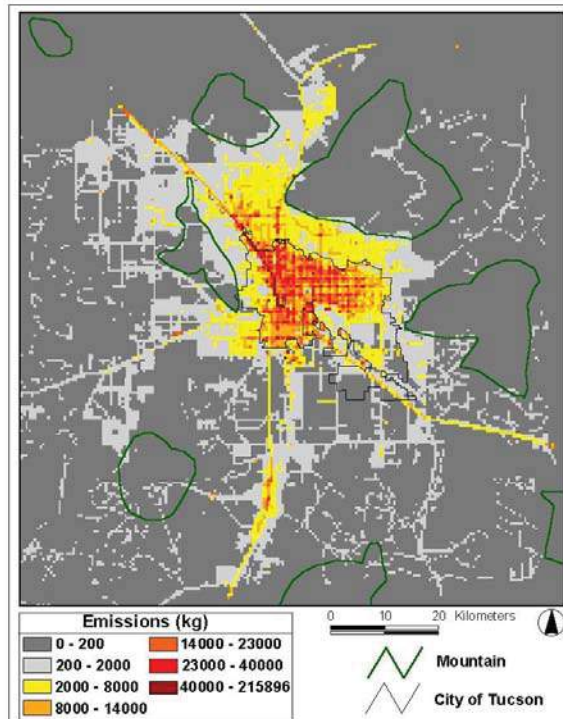 Emissions (kg)
0 - 200
200 - 2000
2000 - 8000
8000 - 14000
14000 - 23000
23000 - 40000
40000 - 215896
0 10 20 Kilometers
Mountain
City of Tucson